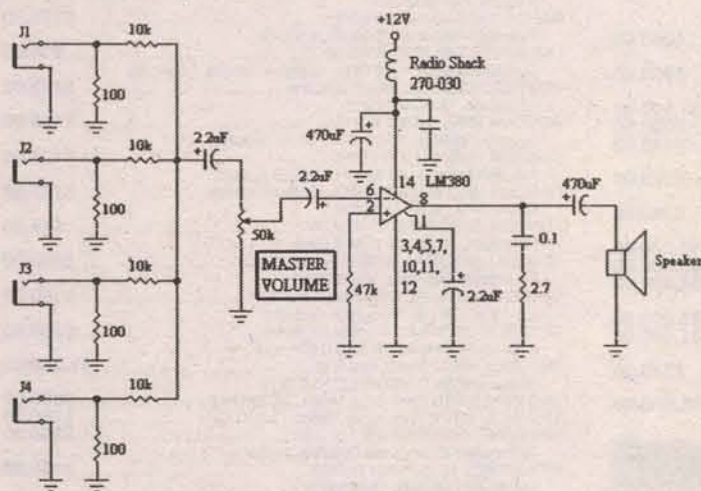 +12V
J1
10k
Radio Shack
270-030
100
470uF
J2
10k
2.2uF
2.2uF
14 LM380
6
8
2
100
50k
3,4,5,7,
10,11,
12
0.1
Speaker
470uF
J3
10k
MASTER
VOLUME
47k
2.2uF
2.7
100
J4
10k
100